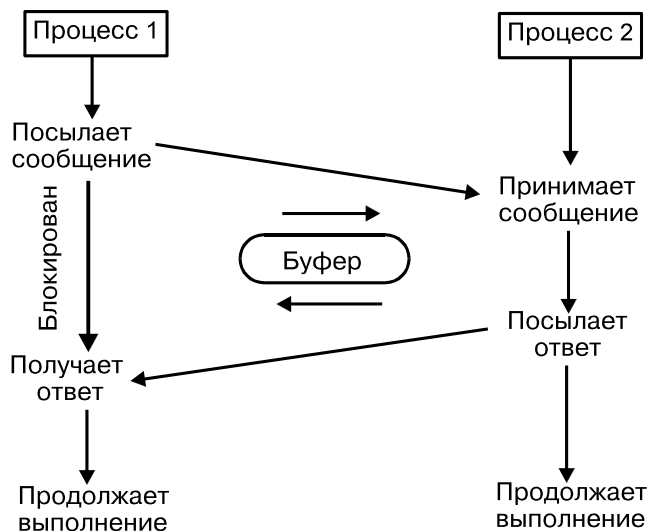 Процесс 1
Процесс 2
Посылает
сообщение
Принимает
сообщение
Блокирован
Буфер
Посылает
ответ
Получает
ответ
Продолжает
выполнение
Продолжает
выполнение